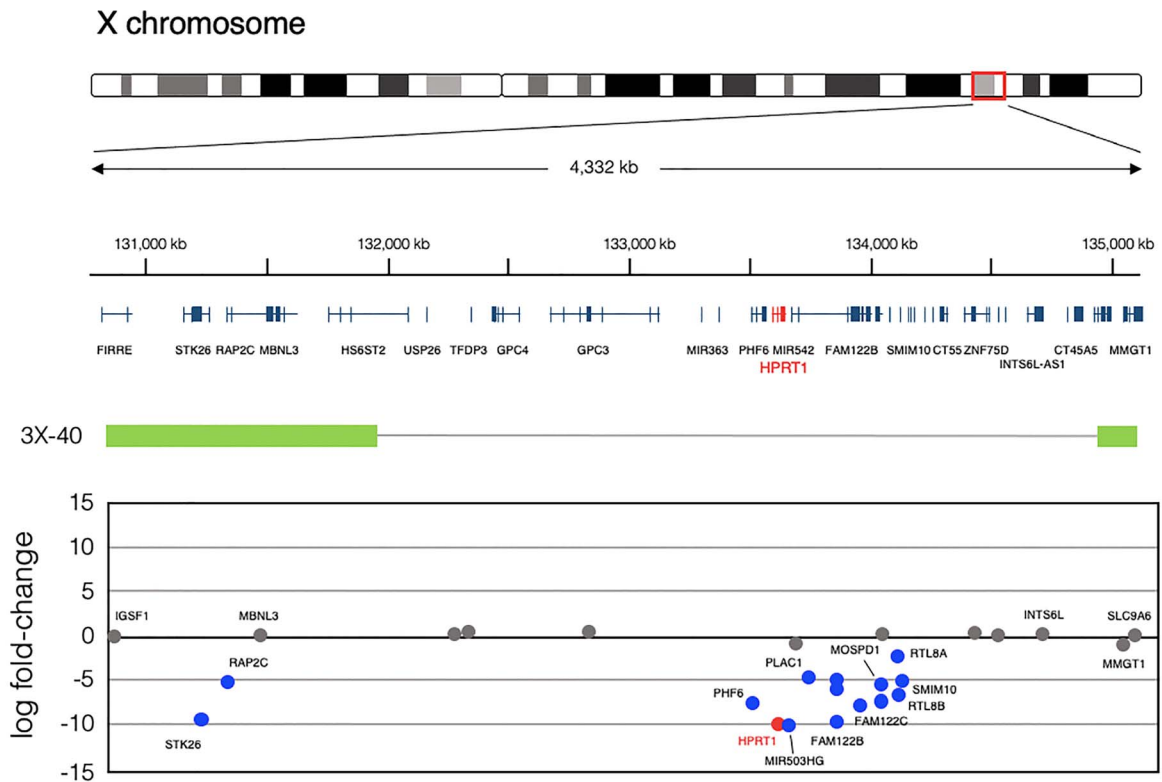 X chromosome
4,332 kb
131,000 kb 132,000 kb 133,000 kb 134,000 kb 135,000 kb
FIRRE STK26 RAP2C MBNL3 HS6ST2 USP26 TFDP3 GPC4 GPC3 MIR363 PHF6 MIR542 FAM122B SMIM10 CT55 ZNF75D CT45A5 MMGT1
HPRT1 INTS6L-AS1
3X-40
log fold-change
15
10
5
IGSF1 MBNL3 INTS6L SLC9A6
0
RAP2C PLAC1 MOSPD1 RTL8A MMGT1
-5
PHF6 SMIM10
RTL8B
-10
FAM122C
STK26 HPRT1 FAM122B
MIR503HG
-15